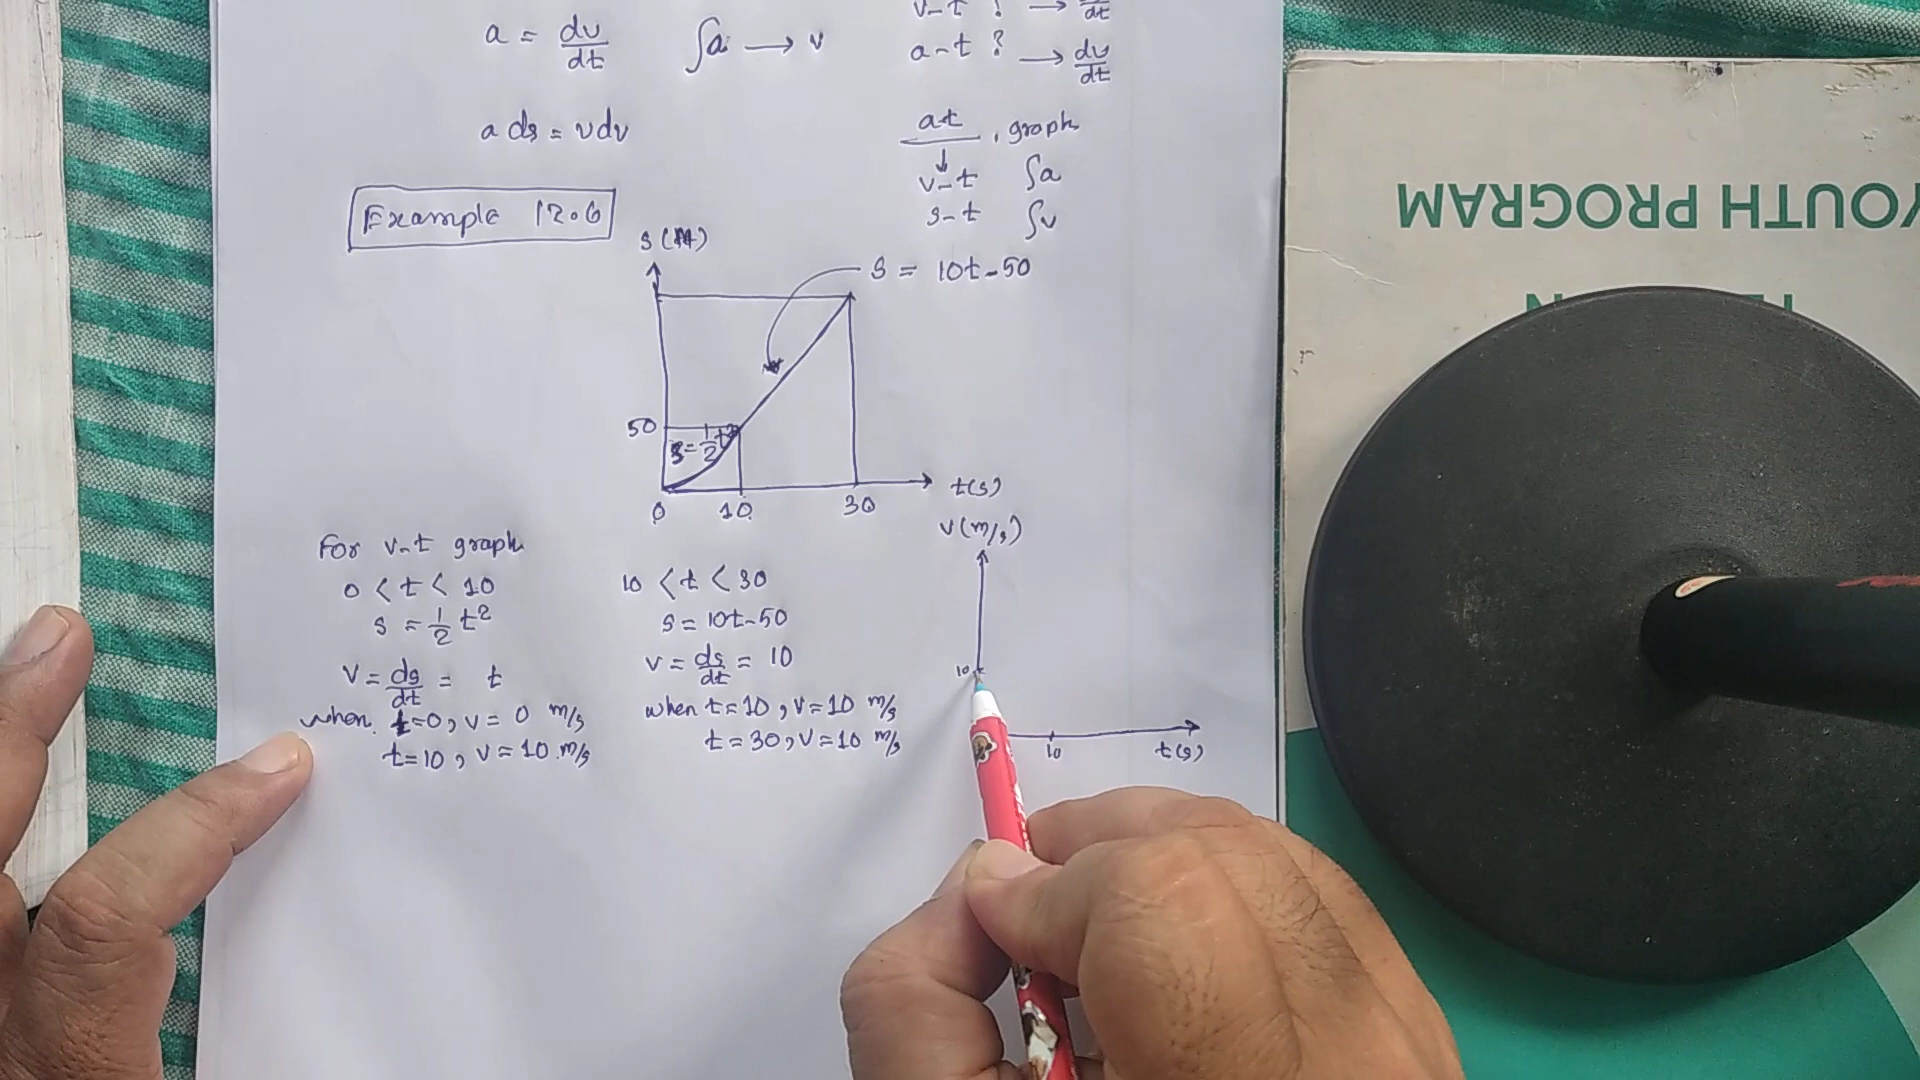 v-t ? → dt
a = dv/dt ∫a → v
a-t ? → dv/dt
a ds = vdv
a-t graph
v-t ∫a
s-t ∫v
Example 12.6
s (M)
s = 10t-50
50
s = 1/2 t²
0 10 30 t(s)
For v-t graph
0 < t < 10
s = 1/2 t²
v = ds/dt = t
when t=0, v = 0 m/s
t=10, v = 10 m/s
10 < t < 30
s = 10t-50
v = ds/dt = 10
when t=10, v=10 m/s
t=30, v=10 m/s
v(m/s)
10
10 t(s)
YOUTH PROGRAM